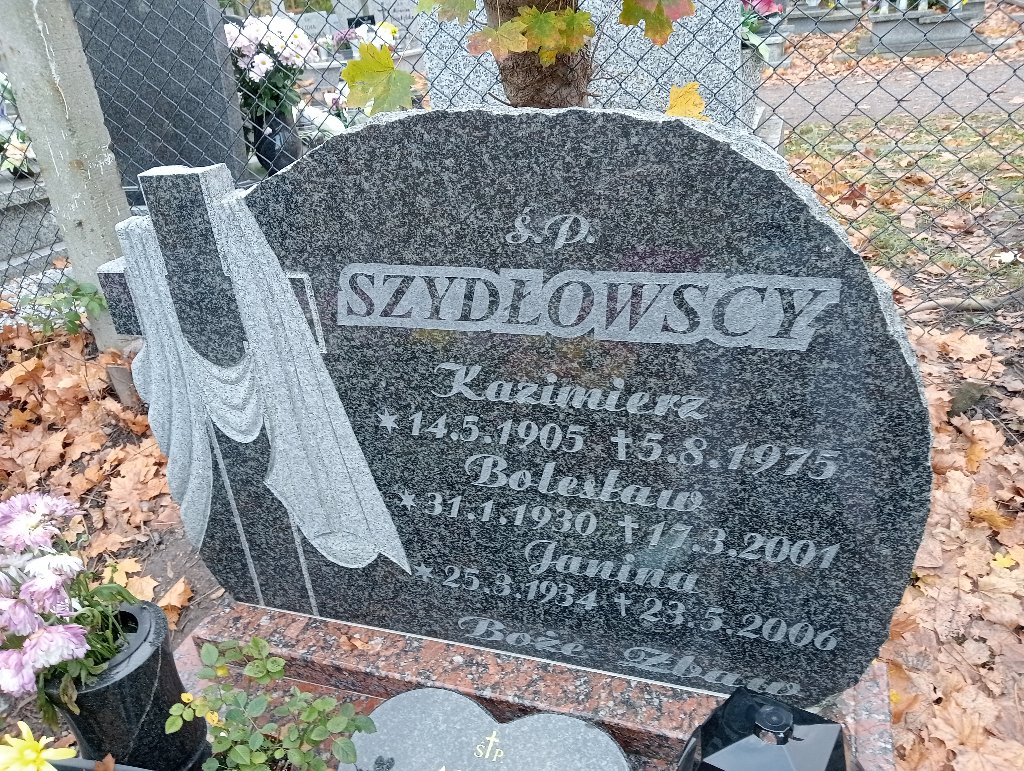 ś.P.
SZYDŁOWSCY
Kazimierz
★14.5.1905 ✝5.8.1975
Bolesław
★31.1.1930 ✝17.3.2001
Janina
★25.3.1934 ✝23.5.2006
Boże Zbaw
Ś✝P